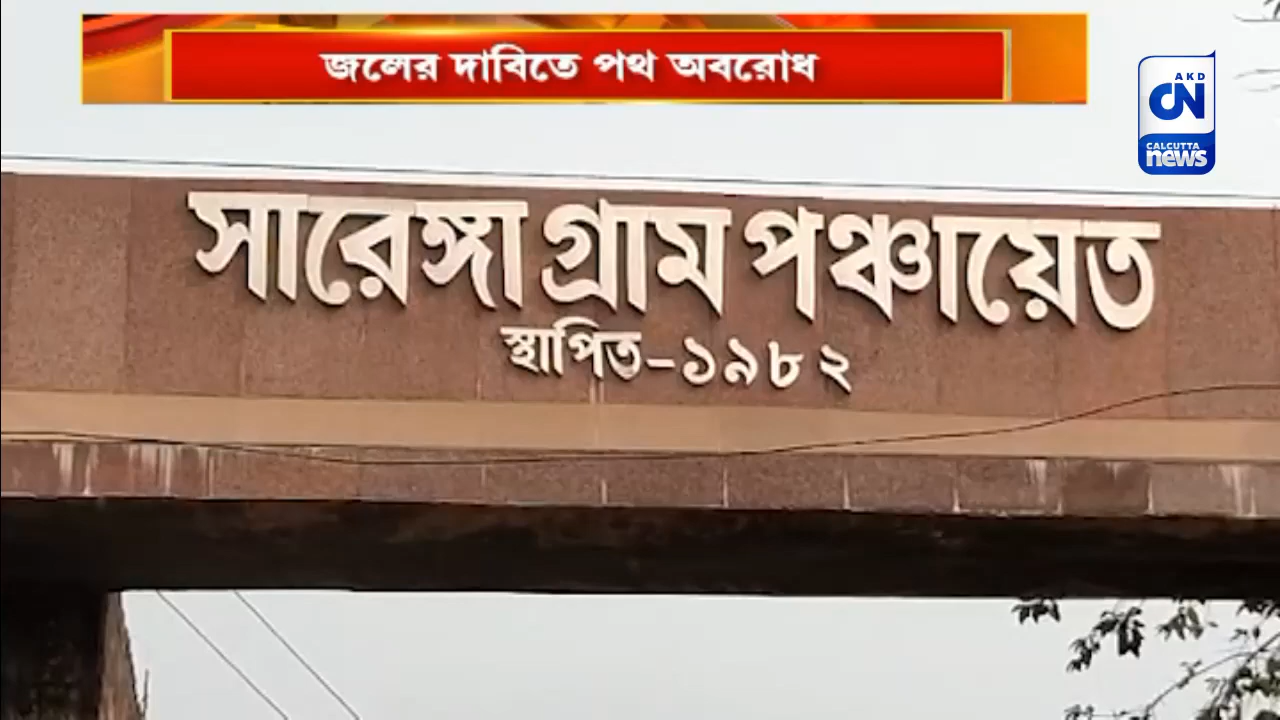 জলের দাবিতে পথ অবরোধ
AKD
CN
CALCUTTA
news
সারেঙ্গা গ্রাম পঞ্চায়েত
স্থাপিত-১৯৮২